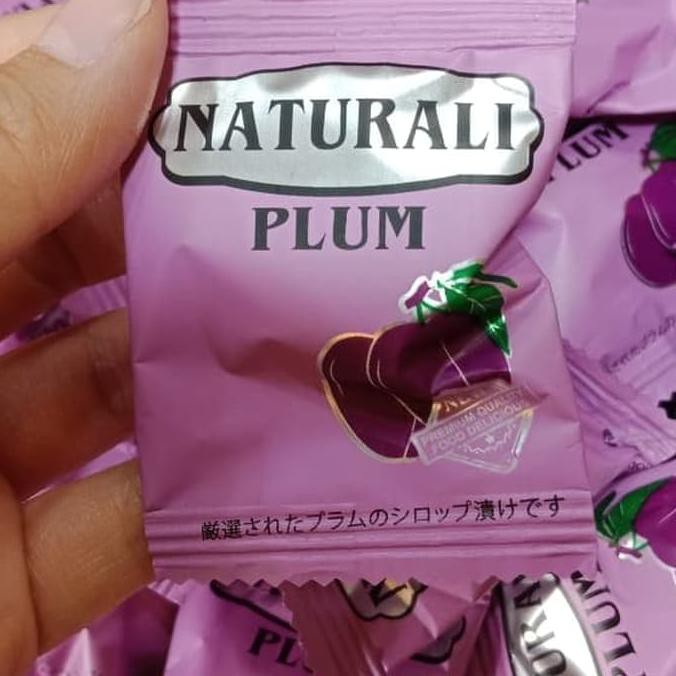 NATURALI
PLUM
PREMIUM QUALITY
FOOD DELICIOUS
厳選されたプラムのシロップ漬けです
PLUM
PLUM